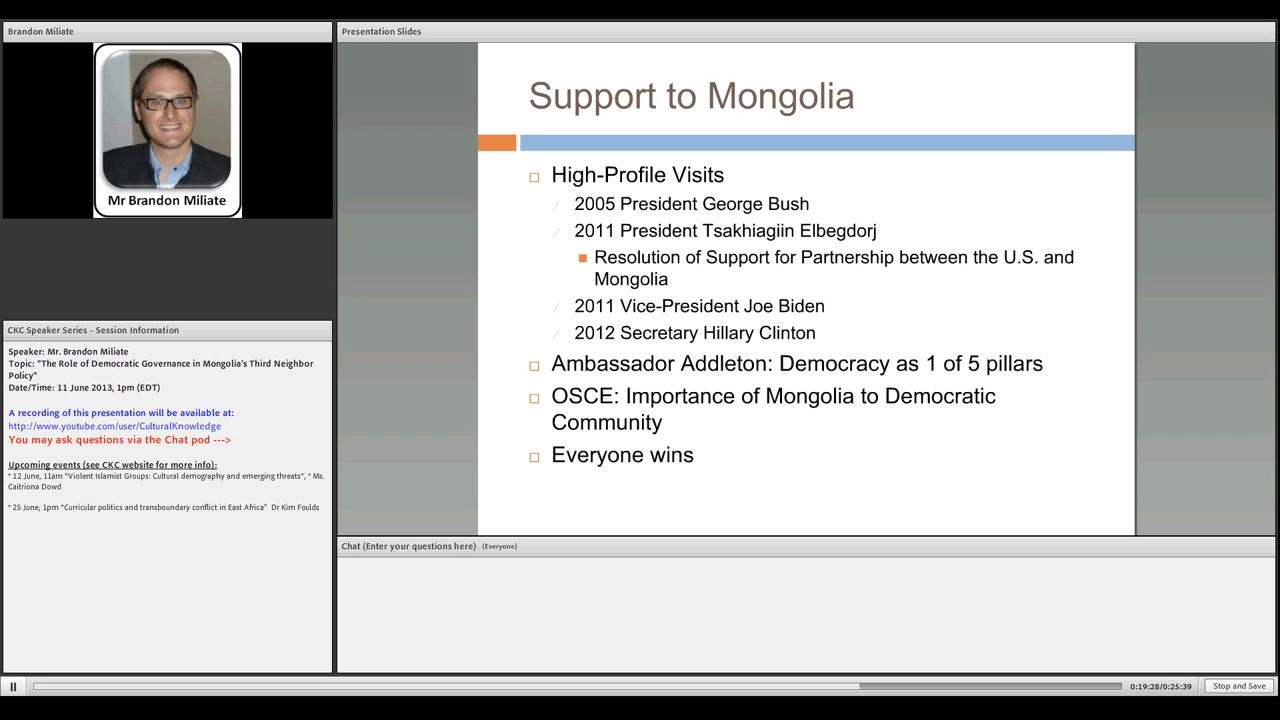 Brandon Miliate
Mr Brandon Miliate
CKC Speaker Series - Session Information
Speaker: Mr. Brandon Miliate
Topic: "The Role of Democratic Governance in Mongolia's Third Neighbor
Policy"
Date/Time: 11 June 2013, 1pm (EDT)
A recording of this presentation will be available at:
http://www.youtube.com/user/CulturalKnowledge
You may ask questions via the Chat pod --->
Upcoming events (see CKC website for more info):
* 12 June, 11am "Violent Islamist Groups: Cultural demography and emerging threats", * Ms.
Caitriona Dowd
* 25 June, 1pm "Curricular politics and transboundary conflict in East Africa" Dr Kim Foulds
Presentation Slides
Support to Mongolia
High-Profile Visits
2005 President George Bush
2011 President Tsakhiagiin Elbegdorj
Resolution of Support for Partnership between the U.S. and
Mongolia
2011 Vice-President Joe Biden
2012 Secretary Hillary Clinton
Ambassador Addleton: Democracy as 1 of 5 pillars
OSCE: Importance of Mongolia to Democratic
Community
Everyone wins
Chat (Enter your questions here) (Everyone)
0:19:28/0:25:39
Stop and Save